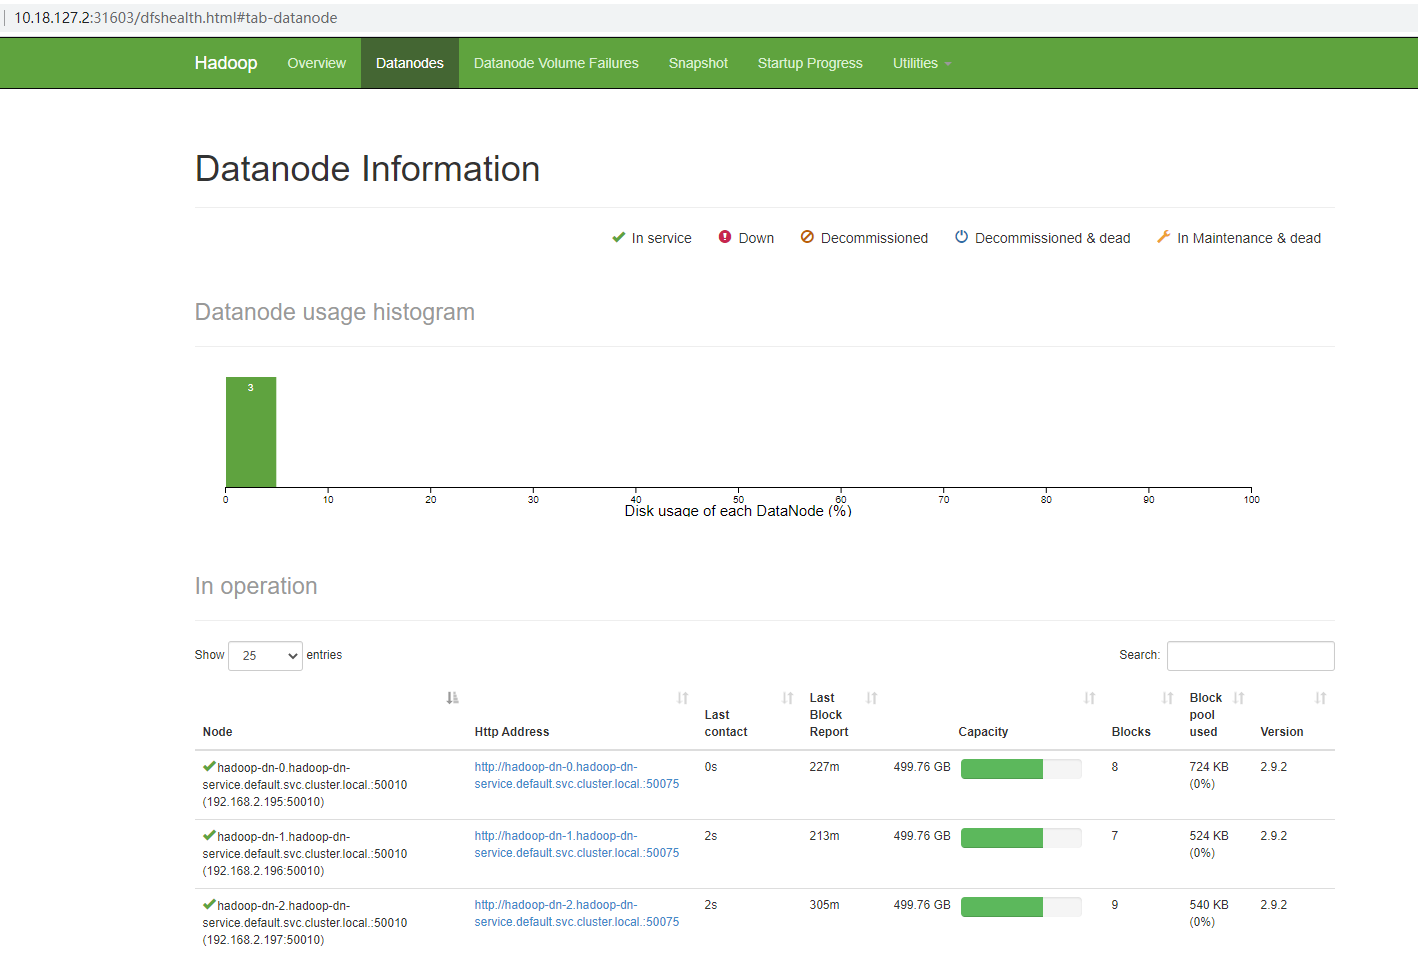 10.18.127.2:31603/dfshealth.html#tab-datanode
Hadoop Overview Datanodes Datanode Volume Failures Snapshot Startup Progress Utilities
Datanode Information
In service Down Decommissioned Decommissioned & dead In Maintenance & dead
Datanode usage histogram
3
0 10 20 30 40 50 60 70 80 90 100
Disk usage of each DataNode (%)
In operation
Show 25 entries Search:
Node Http Address Last contact Last Block Report Capacity Blocks Block pool used Version
hadoop-dn-0.hadoop-dn- http://hadoop-dn-0.hadoop-dn- 0s 227m 499.76 GB 8 724 KB 2.9.2
service.default.svc.cluster.local.:50010 service.default.svc.cluster.local.:50075 (0%)
(192.168.2.195:50010)
hadoop-dn-1.hadoop-dn- http://hadoop-dn-1.hadoop-dn- 2s 213m 499.76 GB 7 524 KB 2.9.2
service.default.svc.cluster.local.:50010 service.default.svc.cluster.local.:50075 (0%)
(192.168.2.196:50010)
hadoop-dn-2.hadoop-dn- http://hadoop-dn-2.hadoop-dn- 2s 305m 499.76 GB 9 540 KB 2.9.2
service.default.svc.cluster.local.:50010 service.default.svc.cluster.local.:50075 (0%)
(192.168.2.197:50010)